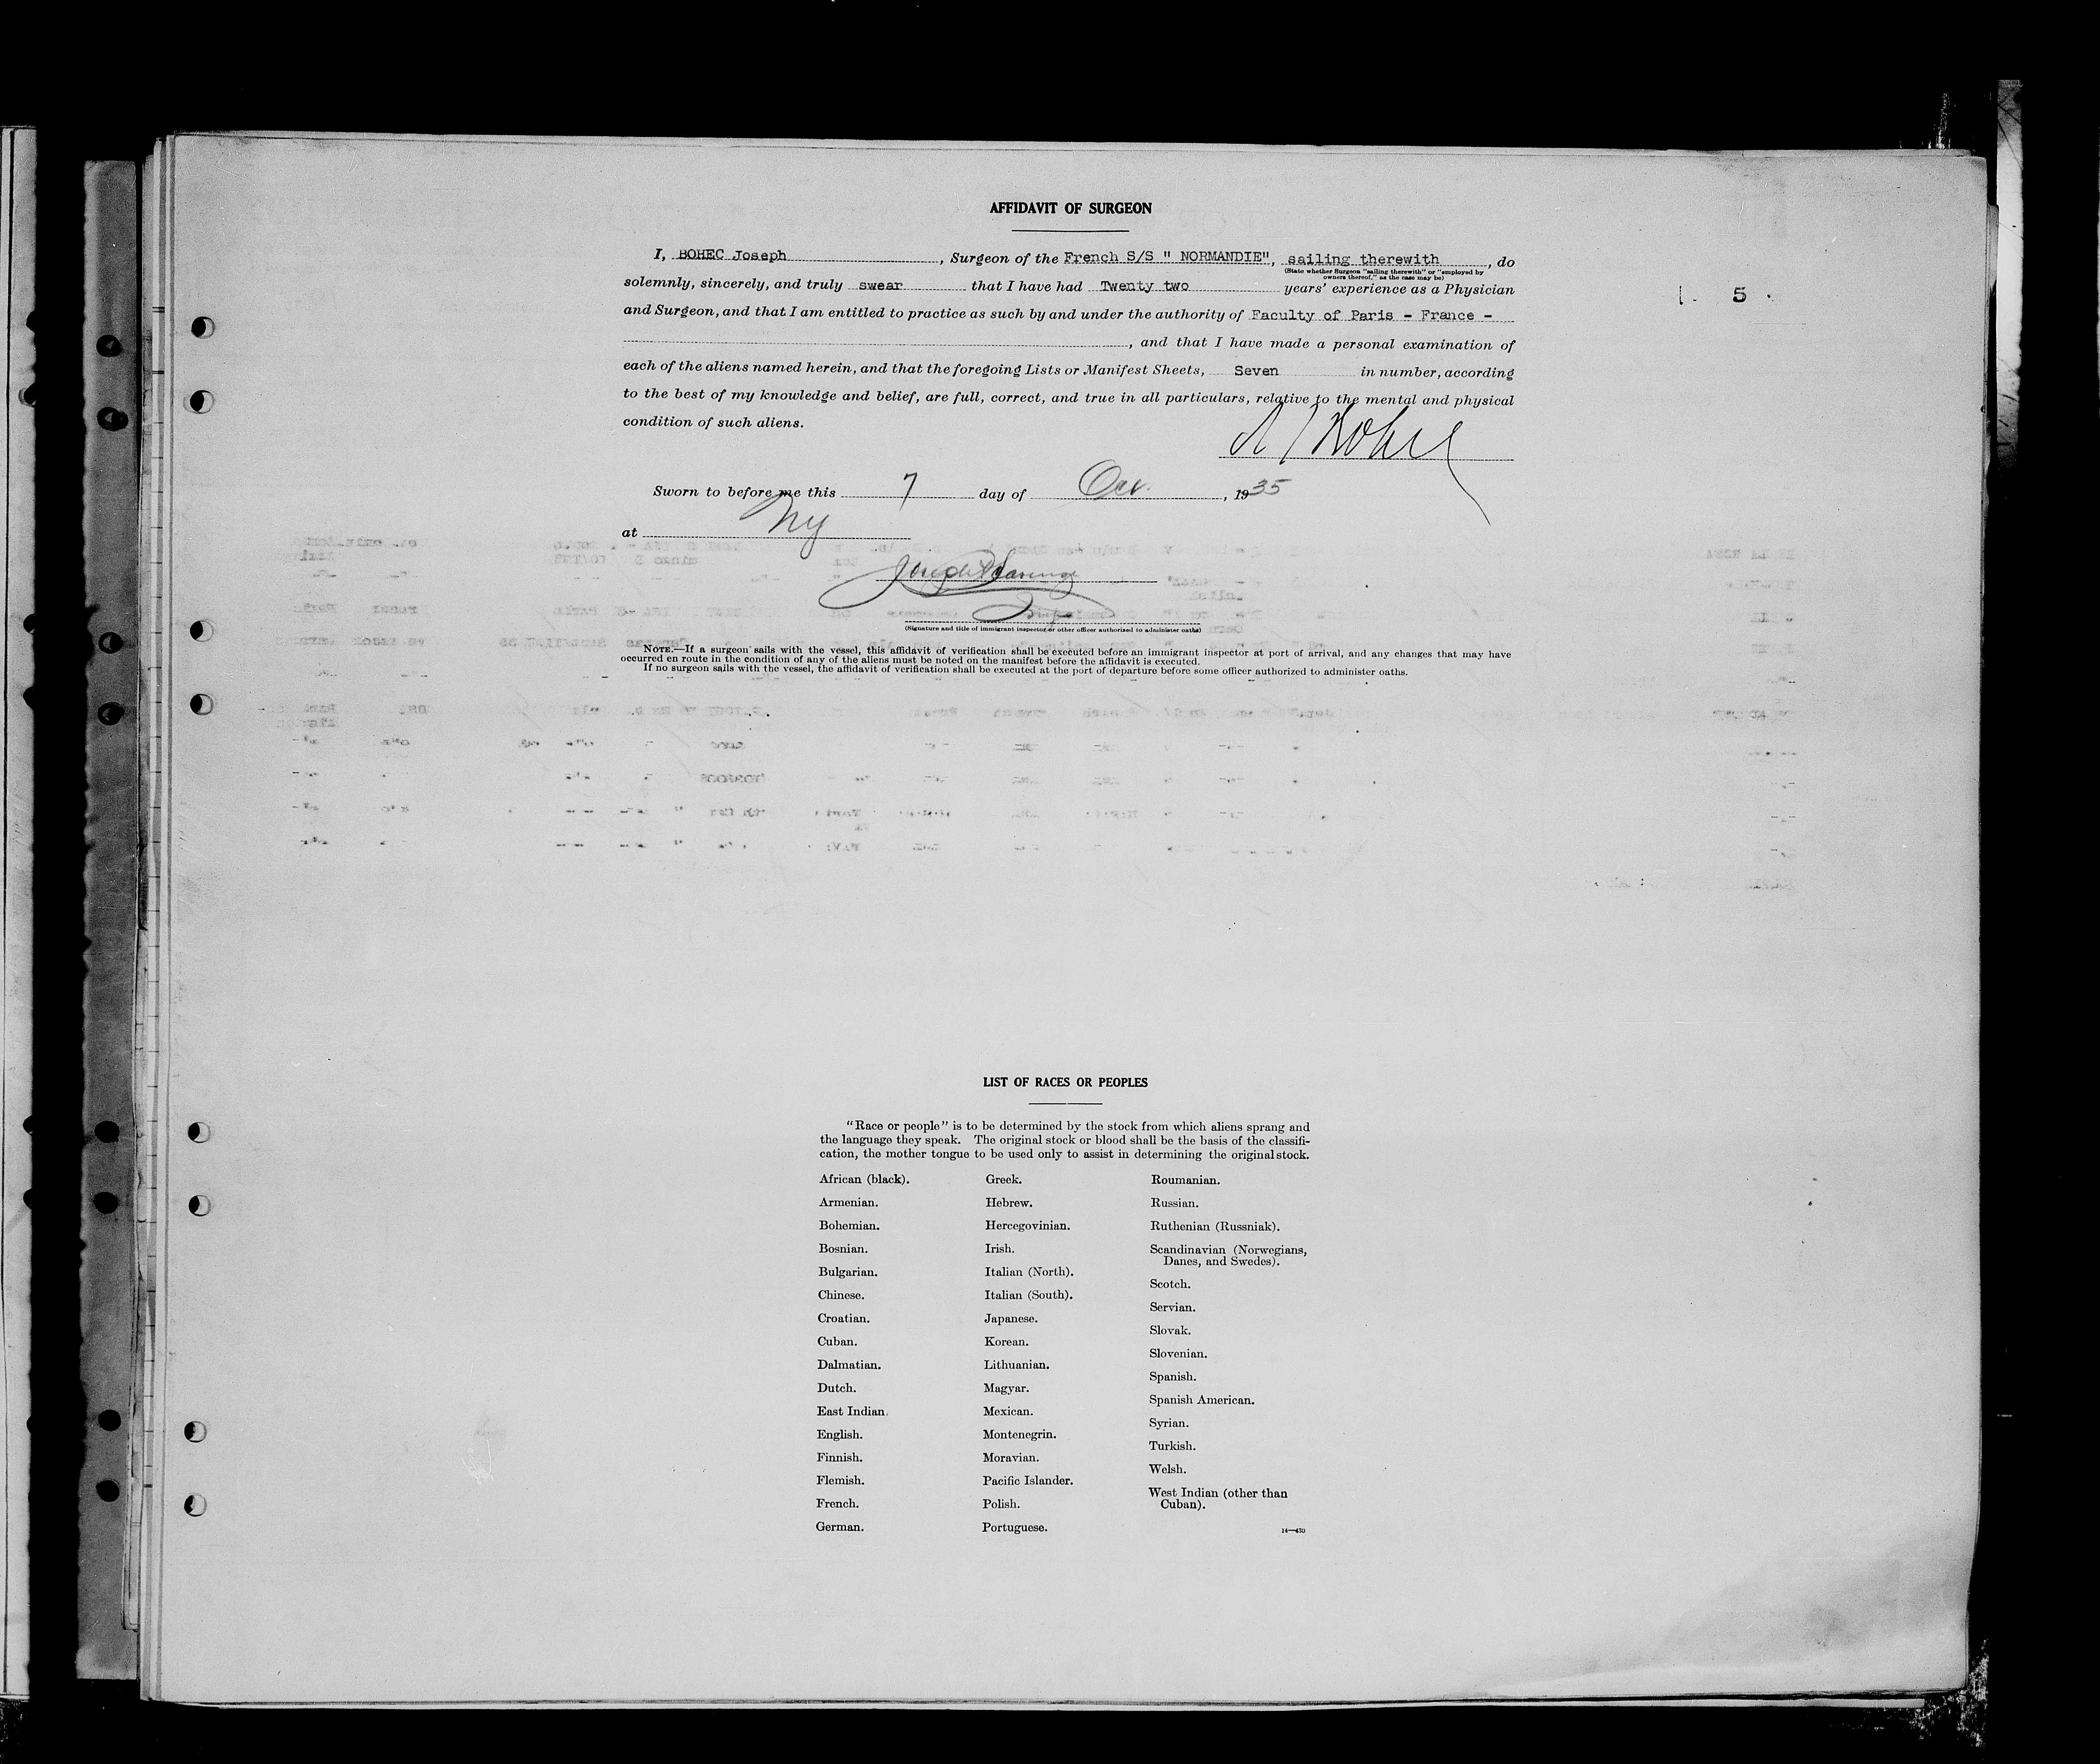 AFFIDAVIT OF SURGEON
I, BOHEC Joseph, Surgeon of the French S/S " NORMANDIE", sailing therewith, do
(State whether Surgeon "sailing therewith" or "employed by
owners thereof," as the case may be)
solemnly, sincerely, and truly swear that I have had Twenty two years' experience as a Physician
5
and Surgeon, and that I am entitled to practice as such by and under the authority of Faculty of Paris - France -
, and that I have made a personal examination of
each of the aliens named herein, and that the foregoing Lists or Manifest Sheets, Seven in number, according
to the best of my knowledge and belief, are full, correct, and true in all particulars, relative to the mental and physical
condition of such aliens.
Sworn to before me this 7 day of Oct., 1935
at NY
(Signature and title of immigrant inspector or other officer authorized to administer oaths)
NOTE.—If a surgeon sails with the vessel, this affidavit of verification shall be executed before an immigrant inspector at port of arrival, and any changes that may have
occurred en route in the condition of any of the aliens must be noted on the manifest before the affidavit is executed.
If no surgeon sails with the vessel, the affidavit of verification shall be executed at the port of departure before some officer authorized to administer oaths.
LIST OF RACES OR PEOPLES
"Race or people" is to be determined by the stock from which aliens sprang and
the language they speak. The original stock or blood shall be the basis of the classifi-
cation, the mother tongue to be used only to assist in determining the original stock.
African (black).
Armenian.
Bohemian.
Bosnian.
Bulgarian.
Chinese.
Croatian.
Cuban.
Dalmatian.
Dutch.
East Indian.
English.
Finnish.
Flemish.
French.
German.
Greek.
Hebrew.
Hercegovinian.
Irish.
Italian (North).
Italian (South).
Japanese.
Korean.
Lithuanian.
Magyar.
Mexican.
Montenegrin.
Moravian.
Pacific Islander.
Polish.
Portuguese.
Roumanian.
Russian.
Ruthenian (Russniak).
Scandinavian (Norwegians,
Danes, and Swedes).
Scotch.
Servian.
Slovak.
Slovenian.
Spanish.
Spanish American.
Syrian.
Turkish.
Welsh.
West Indian (other than
Cuban).
14—430